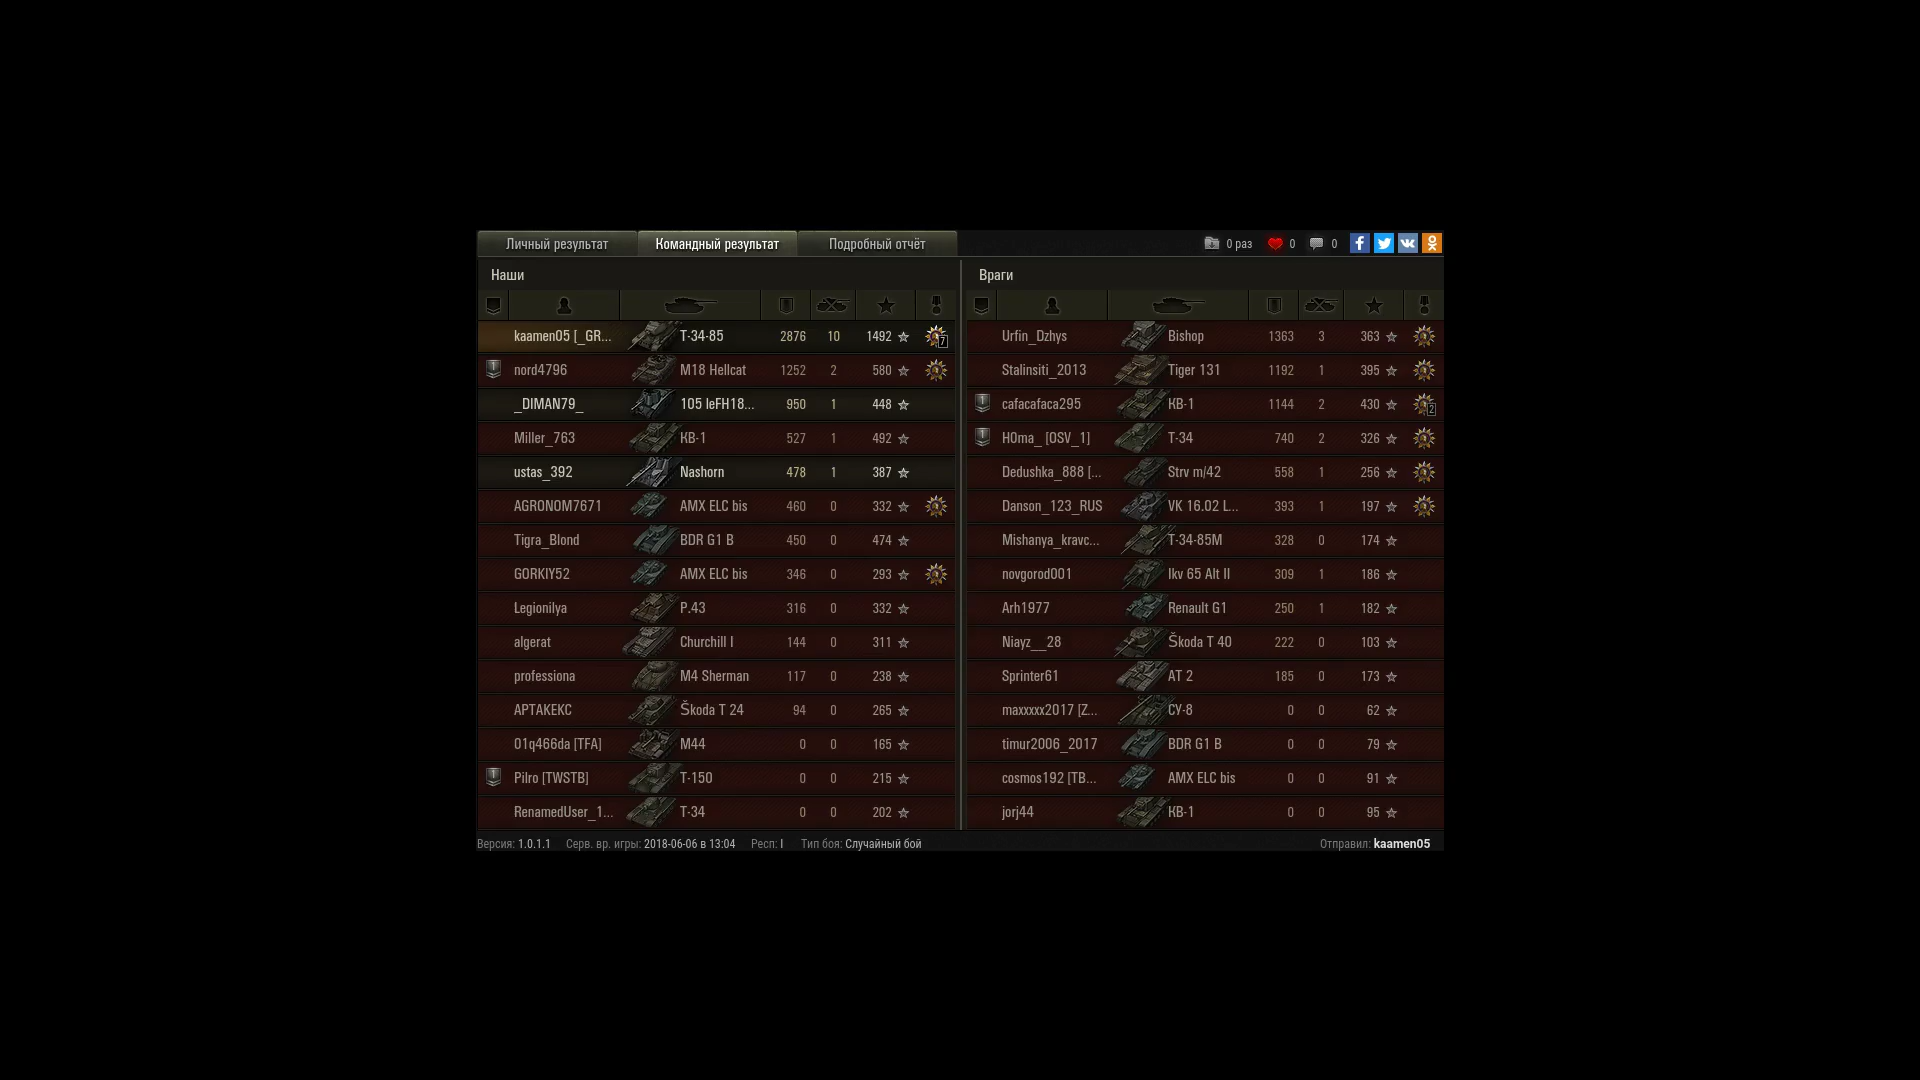 Личный результат Командный результат Подробный отчёт 0 раз 0 0
Наши Враги
kaamen05 [_GR... Т-34-85 2876 10 1492 7 Urfin_Dzhys Bishop 1363 3 363
nord4796 M18 Hellcat 1252 2 580 Stalinsiti_2013 Tiger 131 1192 1 395
_DIMAN79_ 105 leFH18... 950 1 448 cafacafaca295 КВ-1 1144 2 430 2
Miller_763 КВ-1 527 1 492 H0ma_ [OSV_1] Т-34 740 2 326
ustas_392 Nashorn 478 1 387 Dedushka_888 [... Strv m/42 558 1 256
AGRONOM7671 AMX ELC bis 460 0 332 Danson_123_RUS VK 16.02 L... 393 1 197
Tigra_Blond BDR G1 B 450 0 474 Mishanya_kravc... Т-34-85М 328 0 174
GORKIY52 AMX ELC bis 346 0 293 novgorod001 Ikv 65 Alt II 309 1 186
Legionilya P.43 316 0 332 Arh1977 Renault G1 250 1 182
algerat Churchill I 144 0 311 Niayz__28 Škoda T 40 222 0 103
professiona M4 Sherman 117 0 238 Sprinter61 AT 2 185 0 173
APTAKEKC Škoda T 24 94 0 265 maxxxxx2017 [Z... СУ-8 0 0 62
01q466da [TFA] M44 0 0 165 timur2006_2017 BDR G1 B 0 0 79
Pilro [TWSTB] Т-150 0 0 215 cosmos192 [TB... AMX ELC bis 0 0 91
RenamedUser_1... Т-34 0 0 202 jorj44 КВ-1 0 0 95
Версия: 1.0.1.1 Серв. вр. игры: 2018-06-06 в 13:04 Респ: I Тип боя: Случайный бой Отправил: kaamen05